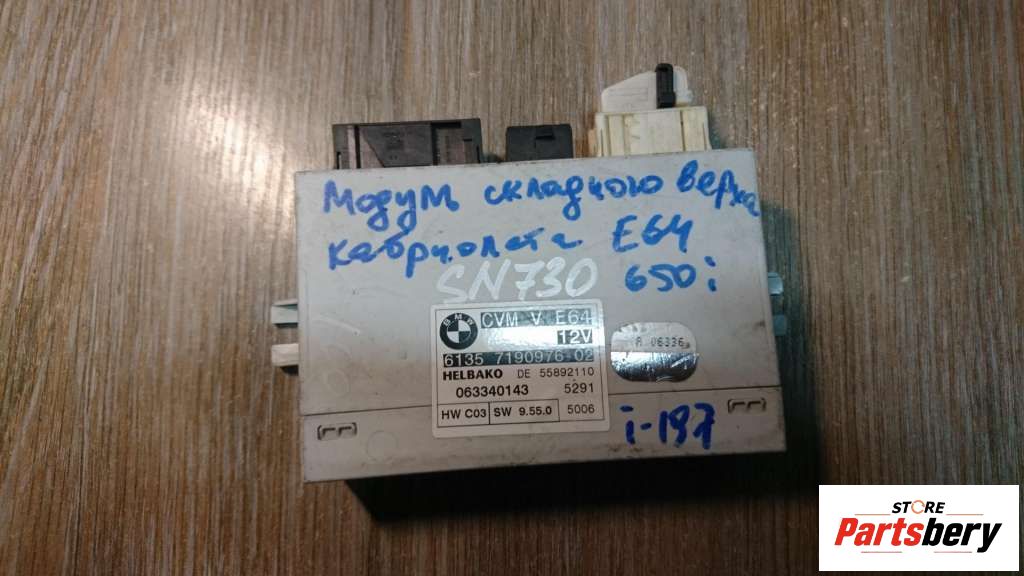 Модуль складного верха
кабриолета E64
650i
SN730
B M W
CVM V E64
12V
6135 7190976-02
HELBAKO DE 55892110
063340143 5291
HW C03 SW 9.55.0 5006
A 06336
i-197
STORE
Partsbery